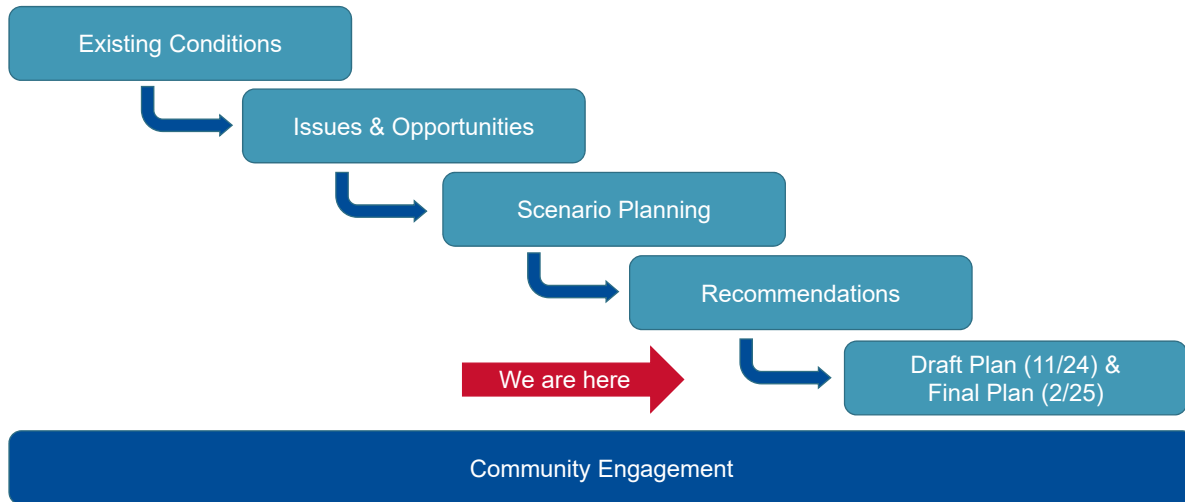 Existing Conditions
Issues & Opportunities
Scenario Planning
Recommendations
We are here
Draft Plan (11/24) &
Final Plan (2/25)
Community Engagement